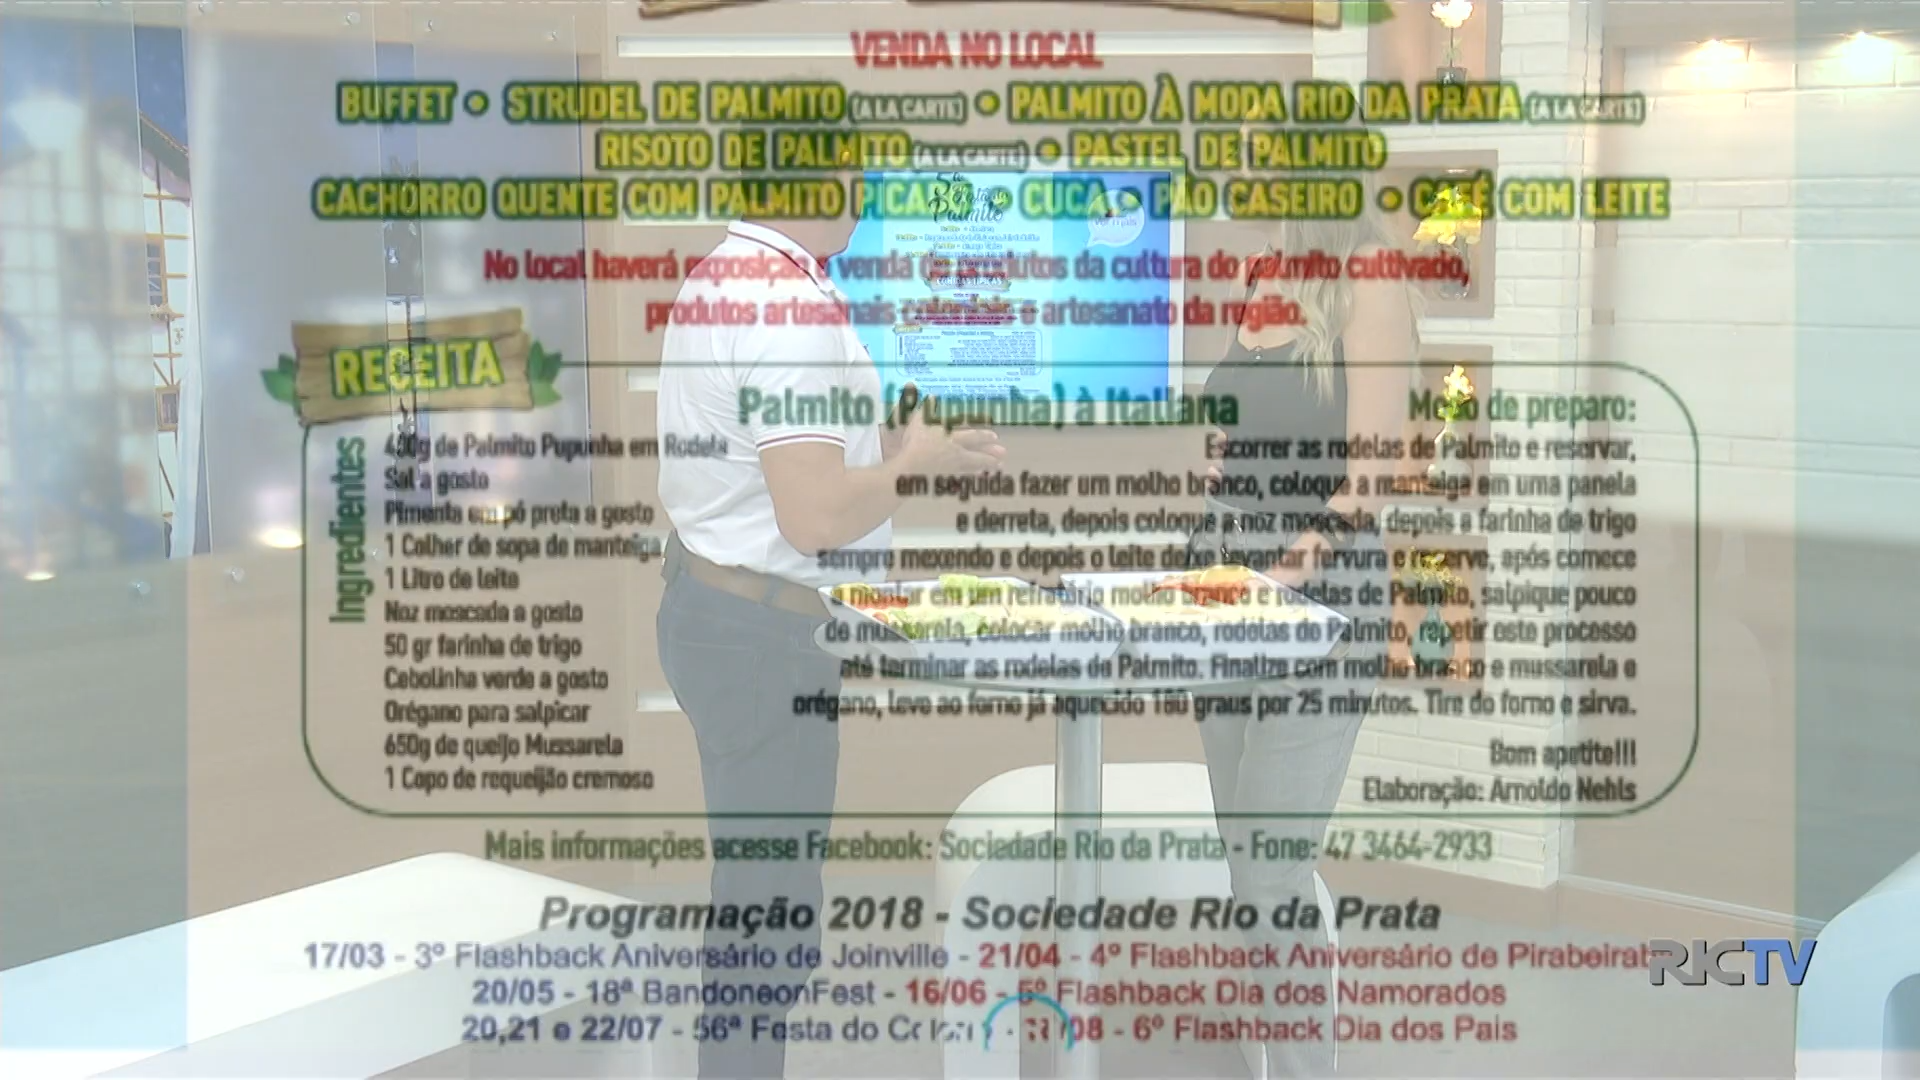 VENDA NO LOCAL
BUFFET • STRUDEL DE PALMITO (A LA CARTE) • PALMITO À MODA RIO DA PRATA (A LA CARTE)
RISOTO DE PALMITO (A LA CARTE) • PASTEL DE PALMITO
CACHORRO QUENTE COM PALMITO • CUCA • PÃO CASEIRO • CAFÉ COM LEITE
5ª Festa do Palmito
No local haverá exposição e venda de produtos da cultura do palmito cultivado,
produtos artesanais e artesanato da região.
RECEITA
Palmito (Pupunha) à Italiana
Ingredientes
de Palmito Pupunha em Rodela
Sal a gosto
Pimenta em pó preta a gosto
1 Colher de sopa de manteiga
1 Litro de leite
Noz moscada a gosto
50 gr farinha de trigo
Cebolinha verde a gosto
Orégano para salpicar
650g de queijo Mussarela
1 Copo de requeijão cremoso
Modo de preparo:
Escorrer as rodelas de Palmito e reservar,
em seguida fazer um molho branco, coloque a manteiga em uma panela
e derreta, depois coloque a noz moscada, depois a farinha de trigo
sempre mexendo e depois o leite deixe levantar fervura e reserve, após comece
a montar em um refratário molho branco e rodelas de Palmito, salpique pouco
de mussarela, colocar molho branco, rodelas de Palmito, repetir este processo
até terminar as rodelas de Palmito. Finalize com molho branco e mussarela e
orégano, leve ao forno já aquecido 180 graus por 25 minutos. Tire do forno e sirva.
Bom apetite!!!
Elaboração: Arnoldo Nehls
Mais informações acesse Facebook: Sociedade Rio da Prata - Fone: 47 3464-2933
Programação 2018 - Sociedade Rio da Prata
17/03 - 3º Flashback Aniversário de Joinville - 21/04 - 4º Flashback Aniversário de Pirabeiraba
20/05 - 18ª BandoneonFest - 16/06 - 5º Flashback Dia dos Namorados
20,21 e 22/07 - 56ª Festa do - /08 - 6º Flashback Dia dos Pais
RICTV